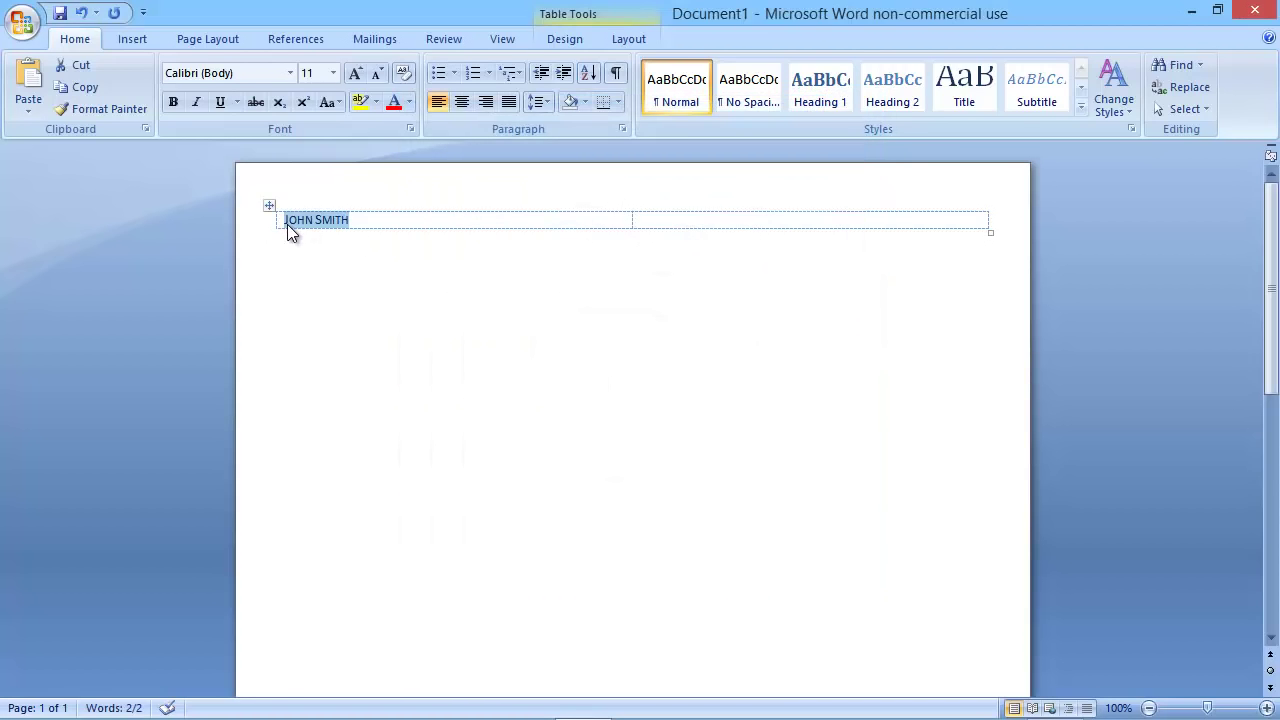 Table Tools
Document1 - Microsoft Word non-commercial use
Home Insert Page Layout References Mailings Review View Design Layout
Paste
Cut
Copy
Format Painter
Clipboard
Calibri (Body) 11
B I U abc x₂ x² Aa
Font
Paragraph
AaBbCcDc AaBbCcDc AaBbC AaBbCc AaB AaBbCc.
¶ Normal ¶ No Spaci... Heading 1 Heading 2 Title Subtitle
Change
Styles
Styles
Find
Replace
Select
Editing
JOHN SMITH
Page: 1 of 1 Words: 2/2 100%